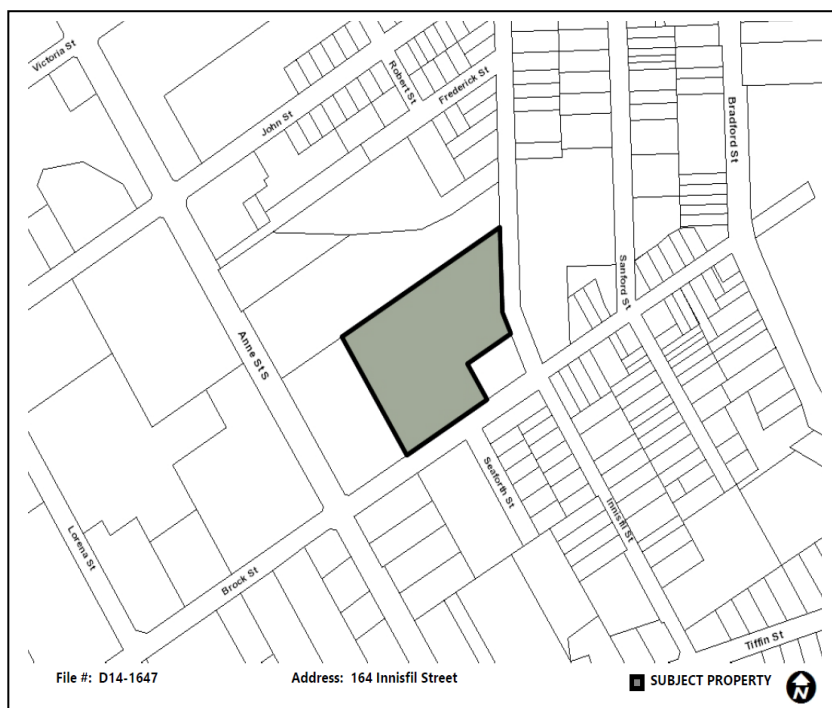 Victoria St
Robert St
Frederick St
John St
Bradford St
Sanford St
Anne St S
Seaforth St
Innisfil St
Lorena St
Brock St
Tiffin St
File #: D14-1647 Address: 164 Innisfil Street SUBJECT PROPERTY N